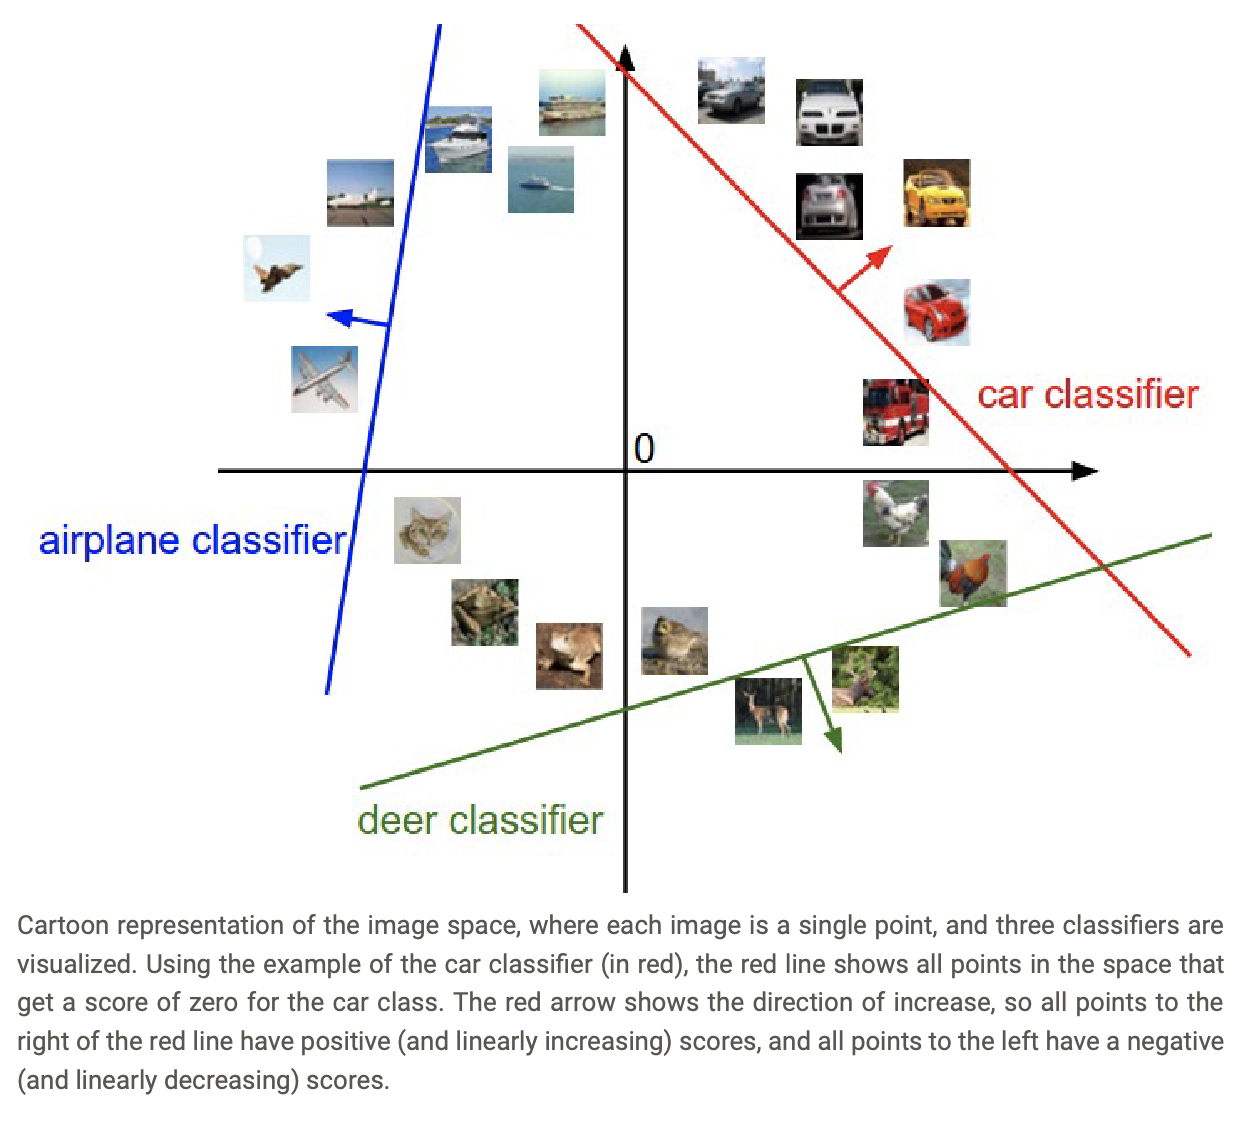 0
car classifier
airplane classifier
deer classifier
Cartoon representation of the image space, where each image is a single point, and three classifiers are
visualized. Using the example of the car classifier (in red), the red line shows all points in the space that
get a score of zero for the car class. The red arrow shows the direction of increase, so all points to the
right of the red line have positive (and linearly increasing) scores, and all points to the left have a negative
(and linearly decreasing) scores.